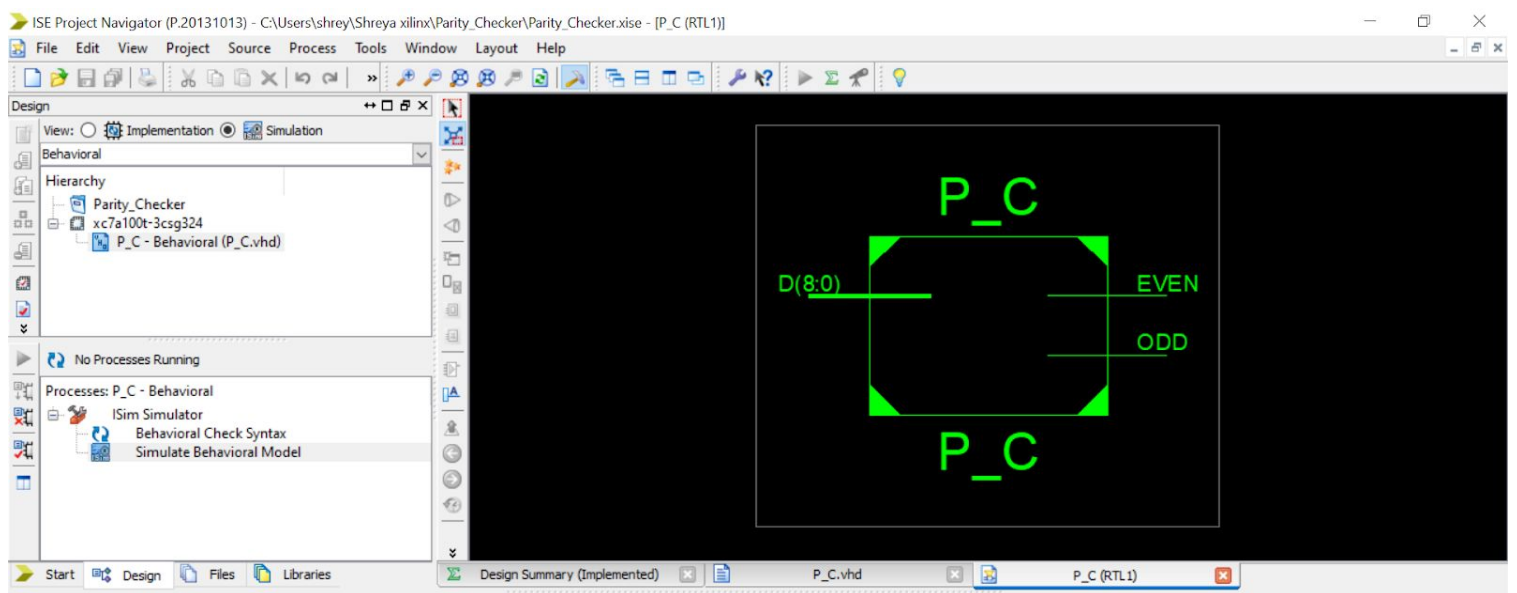 ISE Project Navigator (P.20131013) - C:\Users\shrey\Shreya xilinx\Parity_Checker\Parity_Checker.xise - [P_C (RTL1)]
File Edit View Project Source Process Tools Window Layout Help
Design
View: Implementation Simulation
Behavioral
Hierarchy
Parity_Checker
xc7a100t-3csg324
P_C - Behavioral (P_C.vhd)
No Processes Running
Processes: P_C - Behavioral
ISim Simulator
Behavioral Check Syntax
Simulate Behavioral Model
Start Design Files Libraries
P_C
D(8:0)
EVEN
ODD
P_C
Design Summary (Implemented) P_C.vhd P_C (RTL1)